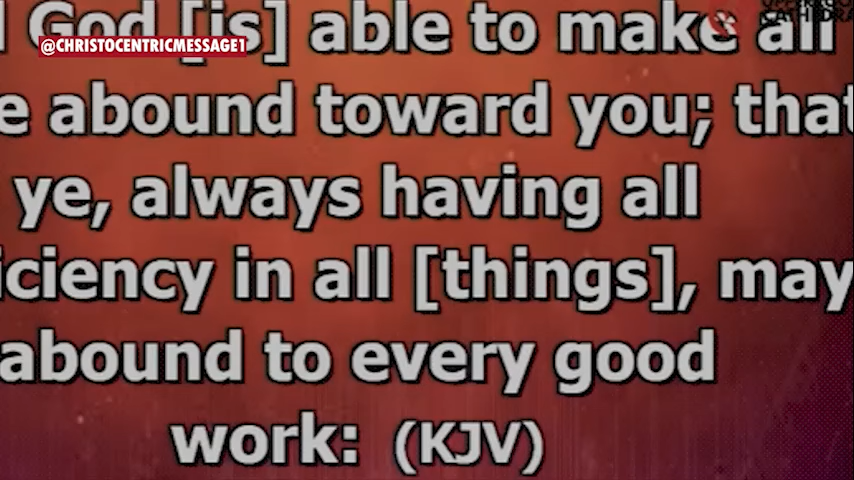 God [is] able to make all
@CHRISTOCENTRICMESSAGE1
CATHEDRA
e abound toward you; that
ye, always having all
iciency in all [things], may
abound to every good
work: (KJV)